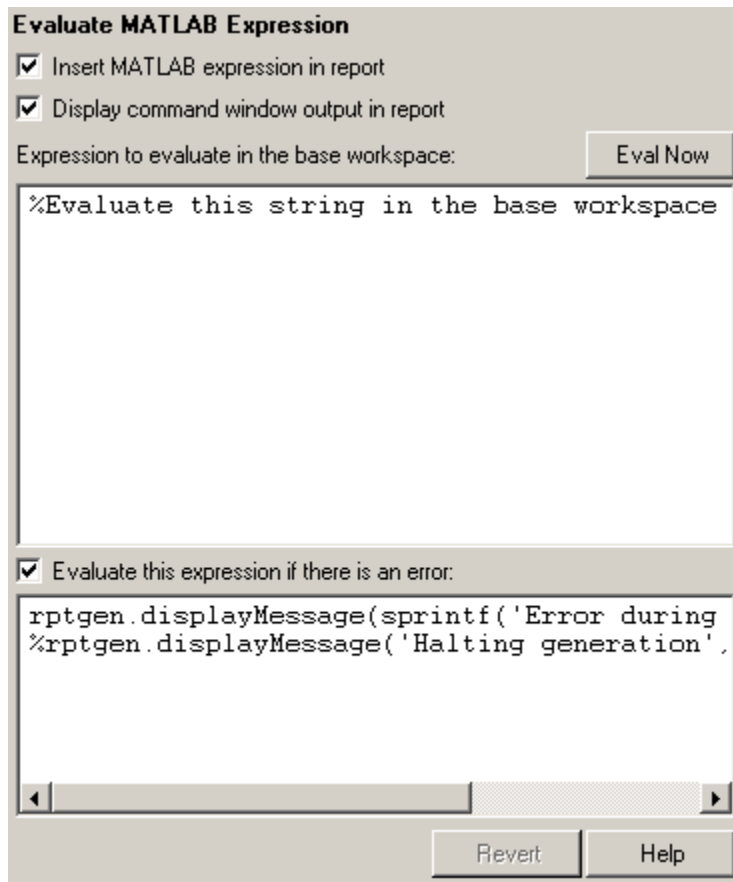 Evaluate MATLAB Expression
Insert MATLAB expression in report
Display command window output in report
Expression to evaluate in the base workspace:
Eval Now
%Evaluate this string in the base workspace
Evaluate this expression if there is an error:
rptgen.displayMessage(sprintf('Error during
%rptgen.displayMessage('Halting generation',
Revert
Help